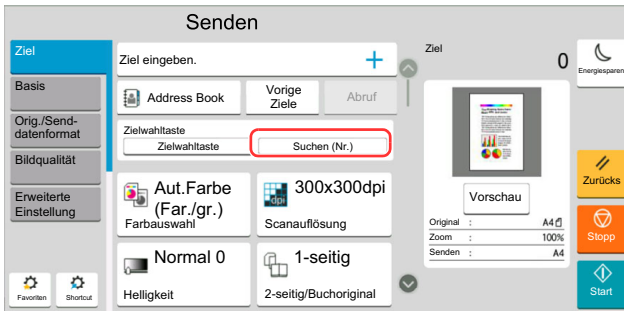 Senden
Ziel
Basis
Orig./Send-
datenformat
Bildqualität
Erweiterte
Einstellung
Favoriten
Shortcut
Ziel eingeben.
Address Book
Vorige
Ziele
Abruf
Zielwahltaste
Zielwahltaste
Suchen (Nr.)
Aut.Farbe
(Far./gr.)
Farbauswahl
300x300dpi
Scanauflösung
Normal 0
Helligkeit
1-seitig
2-seitig/Buchoriginal
Ziel
0
Vorschau
Original : A4
Zoom : 100%
Senden : A4
Energiesparen
Zurücks
Stopp
Start